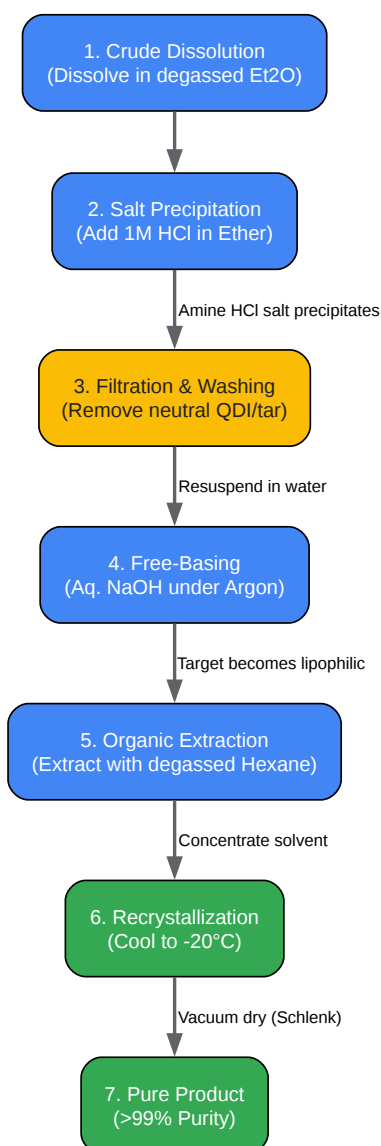 1. Crude Dissolution
(Dissolve in degassed Et2O)
2. Salt Precipitation
(Add 1M HCl in Ether)
Amine HCl salt precipitates
3. Filtration & Washing
(Remove neutral QDI/tar)
Resuspend in water
4. Free-Basing
(Aq. NaOH under Argon)
Target becomes lipophilic
5. Organic Extraction
(Extract with degassed Hexane)
Concentrate solvent
6. Recrystallization
(Cool to -20°C)
Vacuum dry (Schlenk)
7. Pure Product
(>99% Purity)